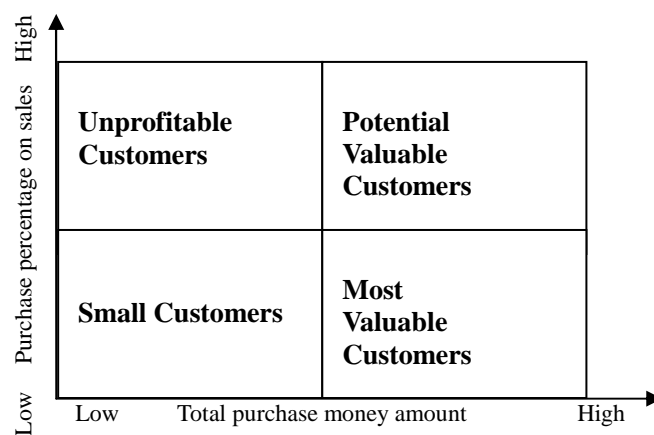 High
Purchase percentage on sales
Low
Unprofitable
Customers
Potential
Valuable
Customers
Small Customers
Most
Valuable
Customers
Low
Total purchase money amount
High